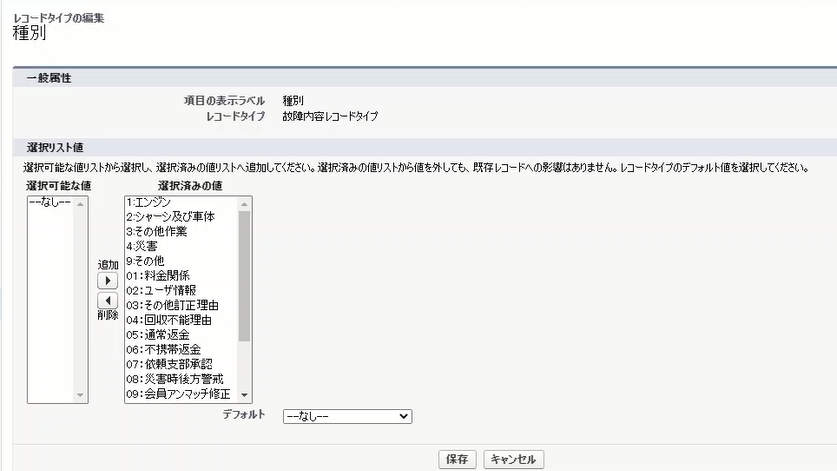 レコードタイプの編集
種別
一般属性
項目の表示ラベル 種別
レコードタイプ 故障内容レコードタイプ
選択リスト値
選択可能な値リストから選択し、選択済みの値リストへ追加してください。選択済みの値リストから値を外しても、既存レコードへの影響はありません。レコードタイプのデフォルト値を選択してください。
選択可能な値 選択済みの値
--なし--
追加
削除
1:エンジン
2:シャーシ及び車体
3:その他作業
4:災害
9:その他
01：料金関係
02：ユーザ情報
03：その他訂正理由
04：回収不能理由
05：通常返金
06：不携帯返金
07：依頼支部承認
08：災害時後方警戒
09：会員アンマッチ修正
デフォルト --なし--
保存 キャンセル